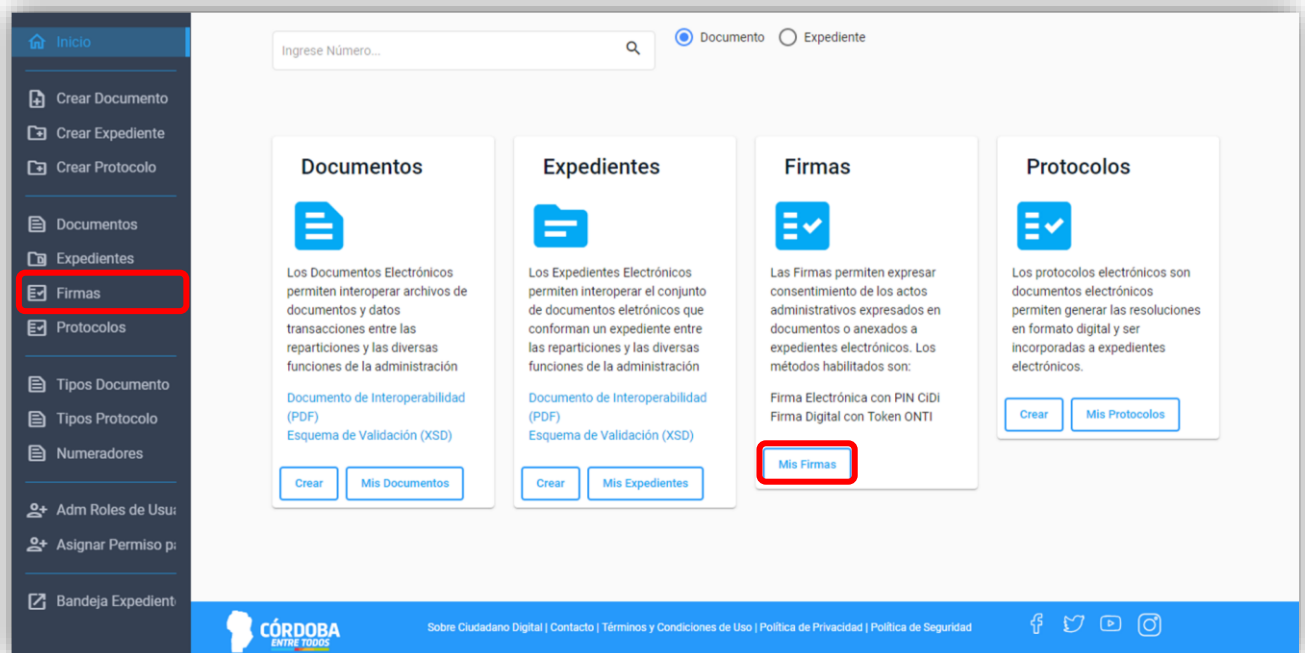 Inicio
Crear Documento
Crear Expediente
Crear Protocolo
Documentos
Expedientes
Firmas
Protocolos
Tipos Documento
Tipos Protocolo
Numeradores
Adm Roles de Usua
Asignar Permiso pa
Bandeja Expedient
Ingrese Número...
Documento
Expediente
Documentos
Los Documentos Electrónicos
permiten interoperar archivos de
documentos y datos
transacciones entre las
reparticiones y las diversas
funciones de la administración
Documento de Interoperabilidad
(PDF)
Esquema de Validación (XSD)
Crear
Mis Documentos
Expedientes
Los Expedientes Electrónicos
permiten interoperar el conjunto
de documentos eletrónicos que
conforman un expediente entre
las reparticiones y las diversas
funciones de la administración
Documento de Interoperabilidad
(PDF)
Esquema de Validación (XSD)
Crear
Mis Expedientes
Firmas
Las Firmas permiten expresar
consentimiento de los actos
administrativos expresados en
documentos o anexados a
expedientes electrónicos. Los
métodos habilitados son:
Firma Electrónica con PIN CiDi
Firma Digital con Token ONTI
Mis Firmas
Protocolos
Los protocolos electrónicos son
documentos electrónicos
permiten generar las resoluciones
en formato digital y ser
incorporadas a expedientes
electrónicos.
Crear
Mis Protocolos
CÓRDOBA
ENTRE TODOS
Sobre Ciudadano Digital | Contacto | Términos y Condiciones de Uso | Política de Privacidad | Política de Seguridad